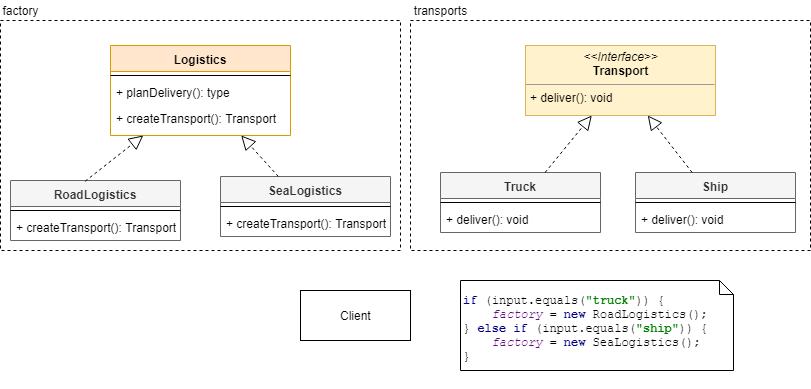 factory
Logistics
+ planDelivery(): type
+ createTransport(): Transport
RoadLogistics
+ createTransport(): Transport
SeaLogistics
+ createTransport(): Transport
transports
<<Interface>>
Transport
+ deliver(): void
Truck
+ deliver(): void
Ship
+ deliver(): void
Client
if (input.equals("truck")) {
    factory = new RoadLogistics();
} else if (input.equals("ship")) {
    factory = new SeaLogistics();
}